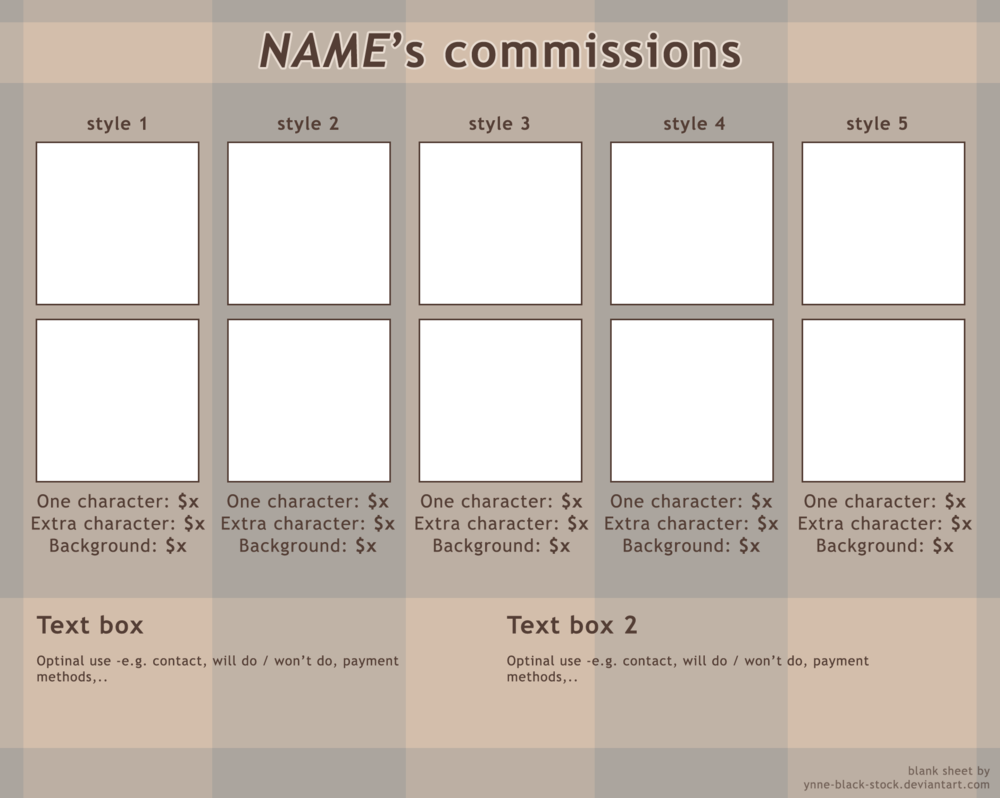 NAME’s commissions
style 1
style 2
style 3
style 4
style 5
One character: $x
Extra character: $x
Background: $x
One character: $x
Extra character: $x
Background: $x
One character: $x
Extra character: $x
Background: $x
One character: $x
Extra character: $x
Background: $x
One character: $x
Extra character: $x
Background: $x
Text box
Optinal use -e.g. contact, will do / won’t do, payment
methods,..
Text box 2
Optinal use -e.g. contact, will do / won’t do, payment
methods,..
blank sheet by
ynne-black-stock.deviantart.com